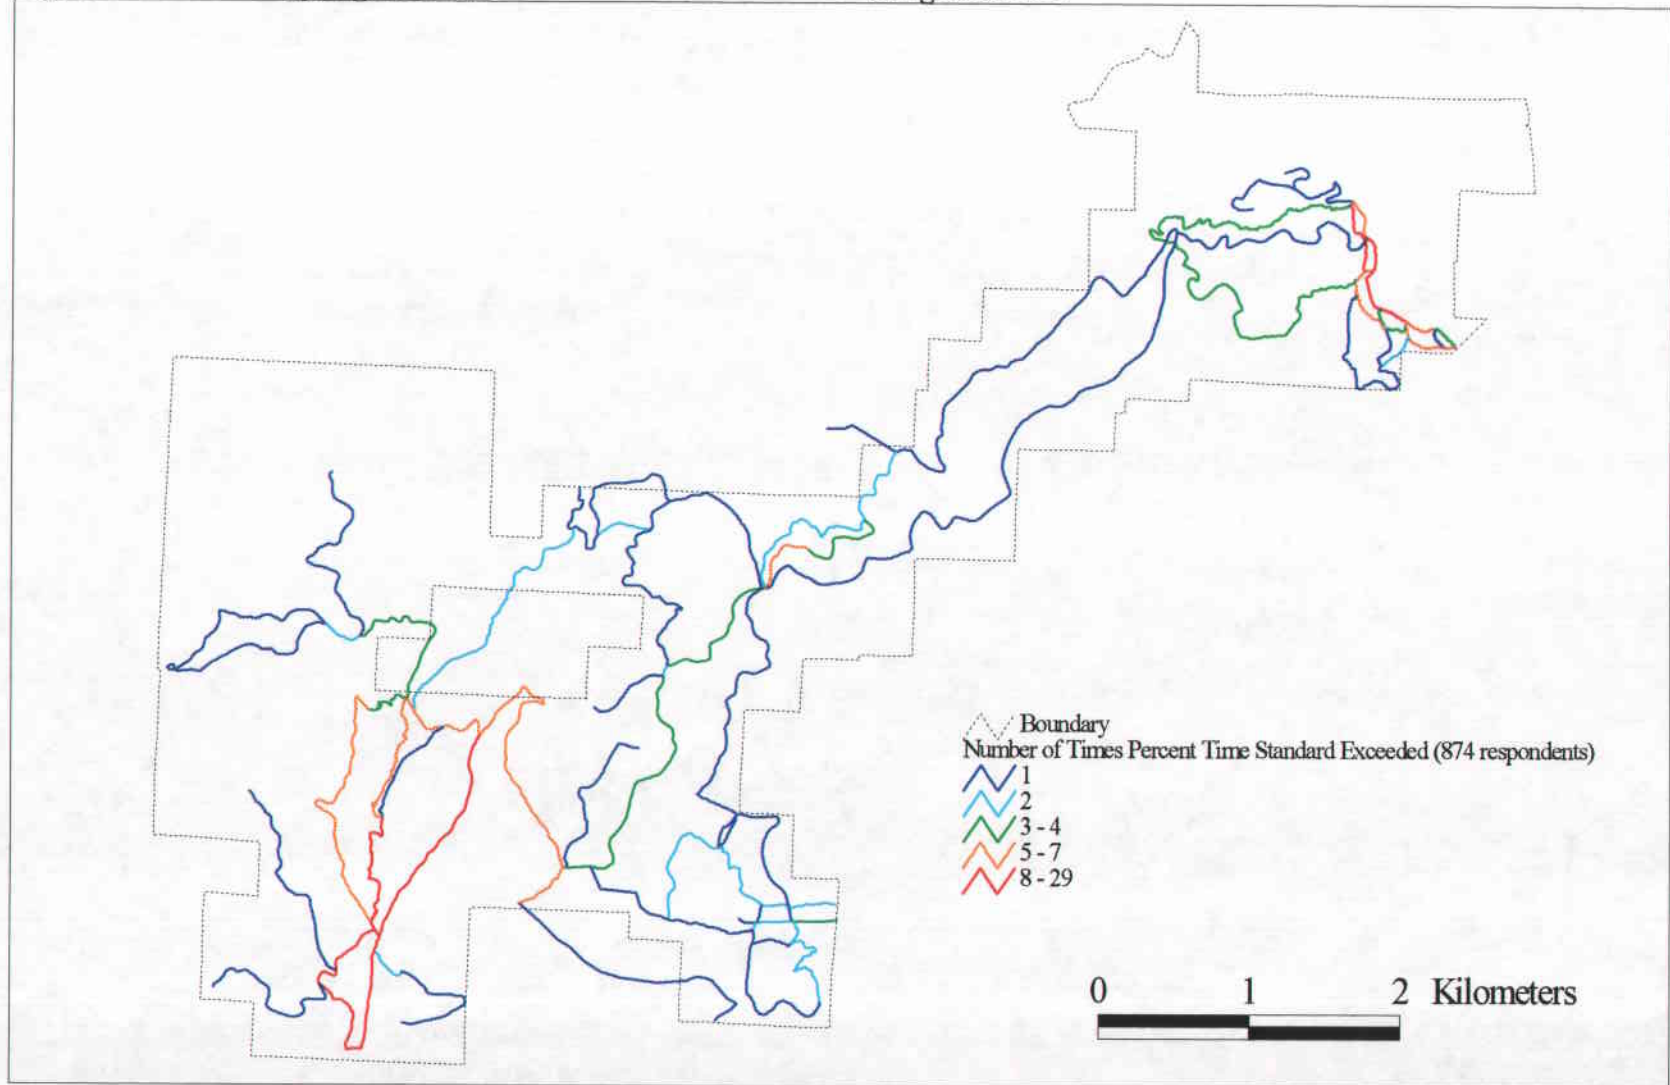 Boundary
Number of Times Percent Time Standard Exceeded (874 respondents)
1
2
3 - 4
5 - 7
8 - 29
0 1 2 Kilometers